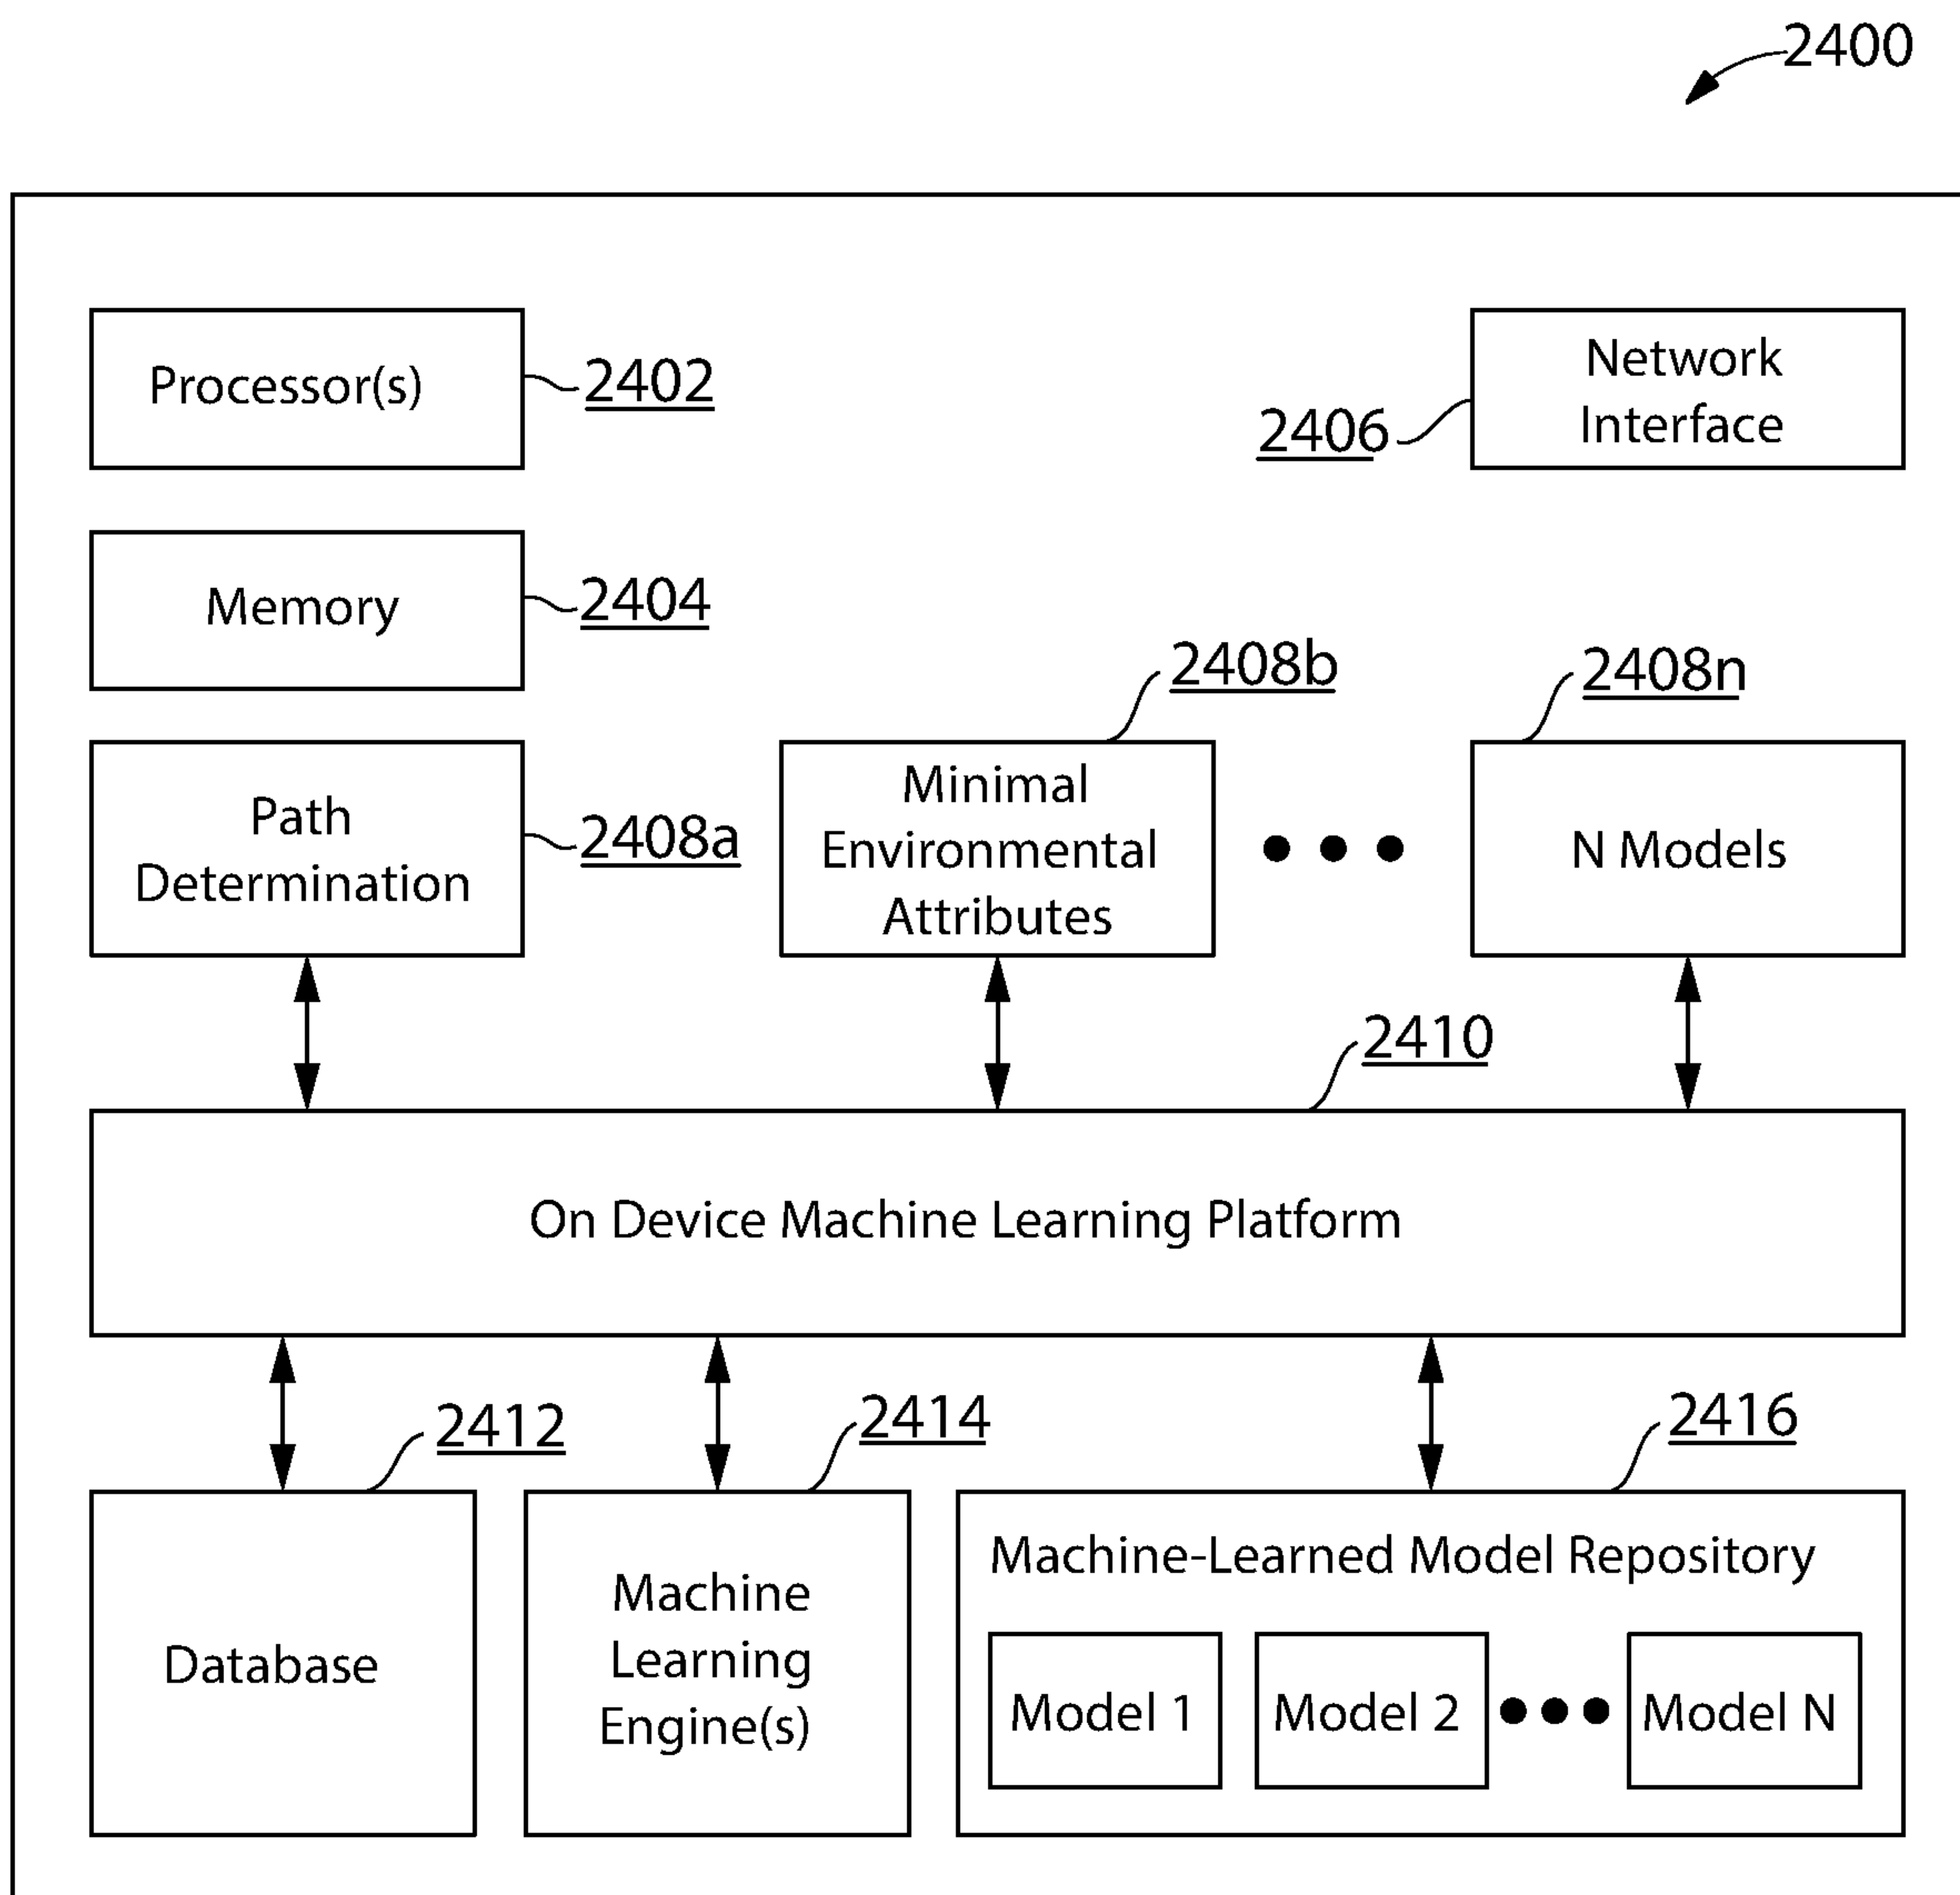 2400
Processor(s)
2402
Network
Interface
2406
Memory
2404
2408b
2408n
Path
Determination
2408a
Minimal
Environmental
Attributes
N Models
2410
On Device Machine Learning Platform
2412
2414
2416
Database
Machine
Learning
Engine(s)
Machine-Learned Model Repository
Model 1
Model 2
Model N